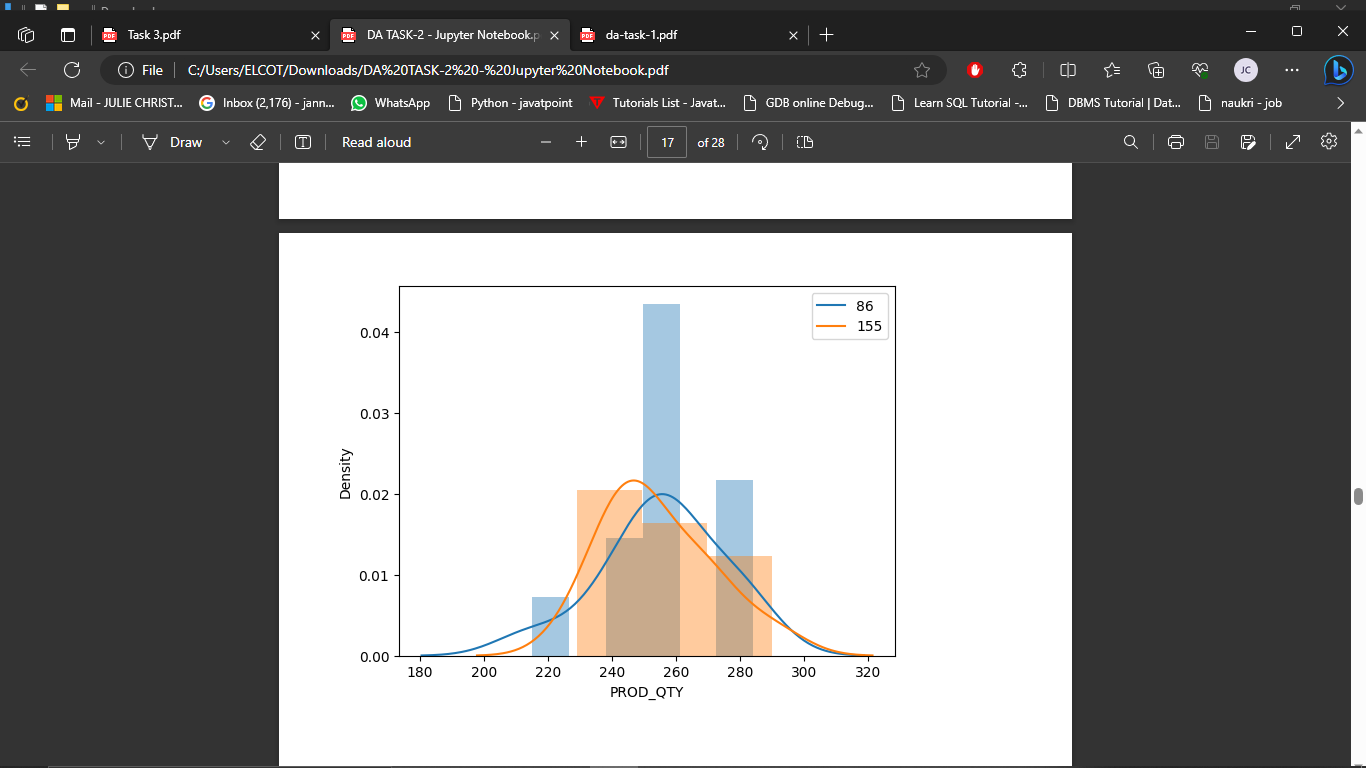 Task 3.pdf
DA TASK-2 - Jupyter Notebook.p
da-task-1.pdf
File
C:/Users/ELCOT/Downloads/DA%20TASK-2%20-%20Jupyter%20Notebook.pdf
JC
Mail - JULIE CHRIST...
Inbox (2,176) - jann...
WhatsApp
Python - javatpoint
Tutorials List - Javat...
GDB online Debug...
Learn SQL Tutorial -...
DBMS Tutorial | Dat...
naukri - job
Draw
Read aloud
17 of 28
86
155
0.04
0.03
0.02
0.01
0.00
Density
180 200 220 240 260 280 300 320
PROD_QTY